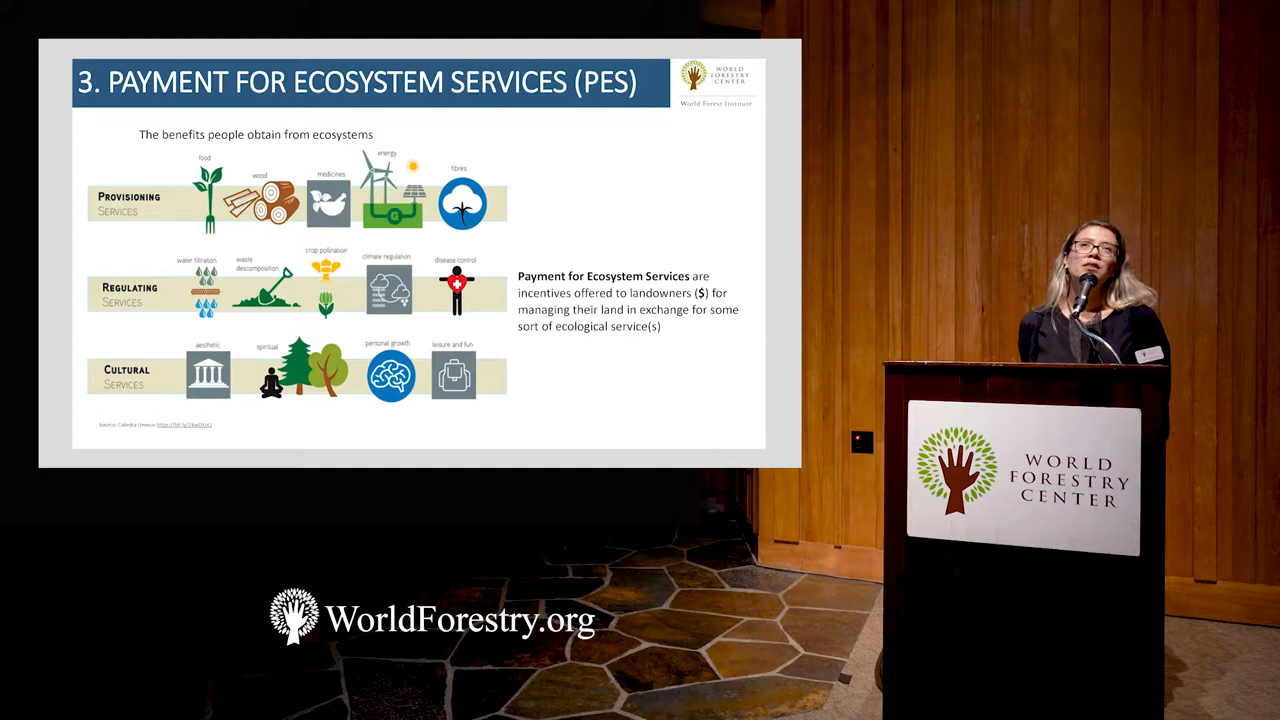 3. PAYMENT FOR ECOSYSTEM SERVICES (PES)
WORLD
FORESTRY
CENTER
World Forest Institute
The benefits people obtain from ecosystems
PROVISIONING
SERVICES
food
wood
medicines
energy
fibres
G
REGULATING
SERVICES
water filtration
waste
decomposition
crop pollination
climate regulation
disease control
CULTURAL
SERVICES
aesthetic
spiritual
personal growth
leisure and fun
Payment for Ecosystem Services are
incentives offered to landowners ($) for
managing their land in exchange for some
sort of ecological service(s)
Source: Catedra Unesco
WORLD
FORESTRY
CENTER
WorldForestry.org